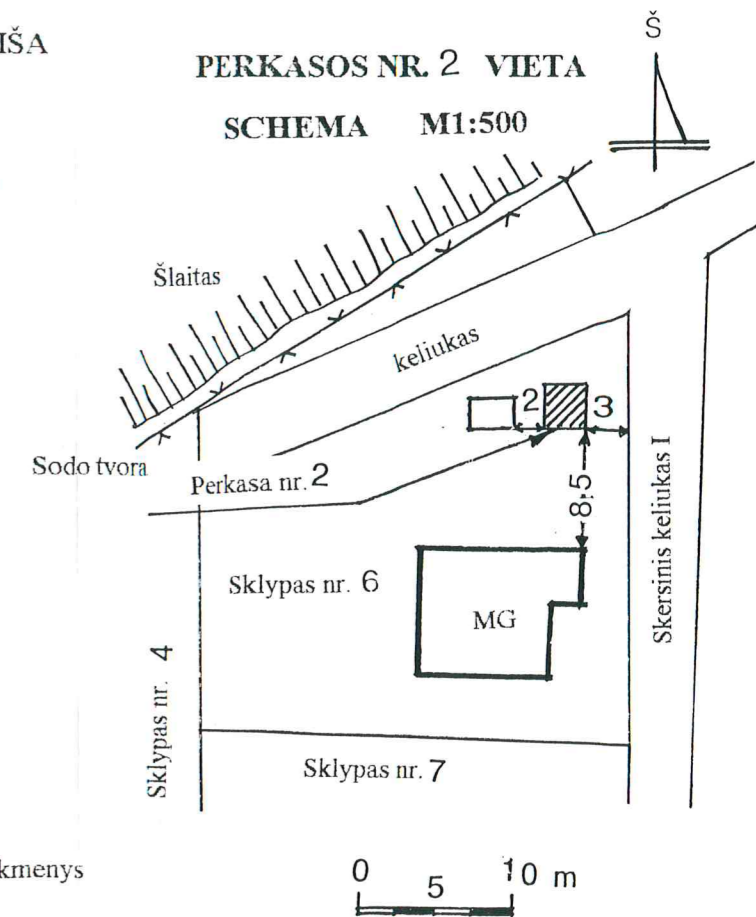 IŠA
PERKASOS NR. 2 VIETA
SCHEMA M1:500
Š
Šlaitas
keliukas
2
3
Sodo tvora
Perkasa nr. 2
8,5
Sklypas nr. 6
MG
Skersinis keliukas I
Sklypas nr. 4
Sklypas nr. 7
kmenys
0 5 10 m